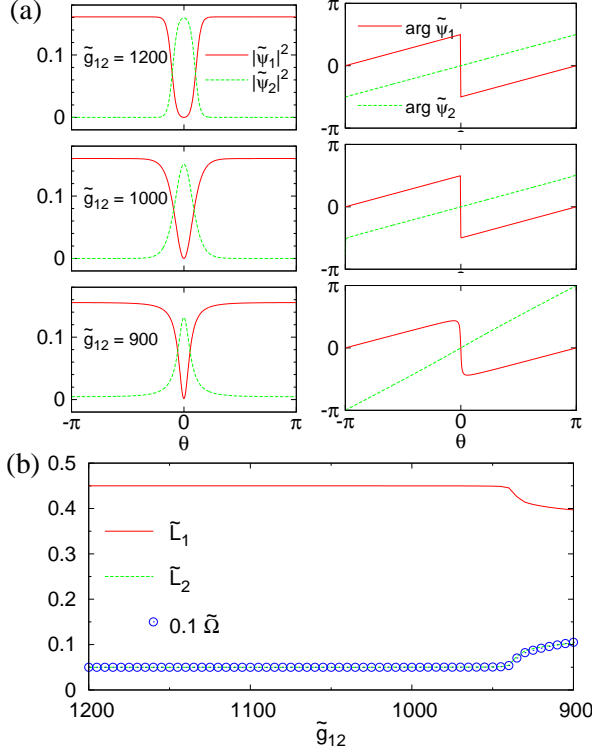 (a)
0.1
0
g̃₁₂ = 1200
|ψ̃₁|²
|ψ̃₂|²
π
0
-π
arg ψ̃₁
arg ψ̃₂
0.1
0
g̃₁₂ = 1000
π
0
-π
0.1
0
g̃₁₂ = 900
-π 0 π
θ
π
0
-π
-π 0 π
θ
(b)
0.5
0.4
0.3
0.2
0.1
0
L̃₁
L̃₂
0.1 Ω̃
1200 1100 1000 900
g̃₁₂